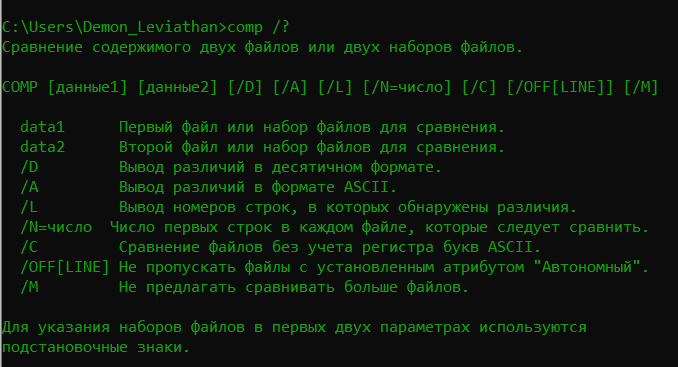 C:\Users\Demon_Leviathan>comp /?
Сравнение содержимого двух файлов или двух наборов файлов.
COMP [данные1] [данные2] [/D] [/A] [/L] [/N=число] [/C] [/OFF[LINE]] [/M]
data1 Первый файл или набор файлов для сравнения.
data2 Второй файл или набор файлов для сравнения.
/D Вывод различий в десятичном формате.
/A Вывод различий в формате ASCII.
/L Вывод номеров строк, в которых обнаружены различия.
/N=число Число первых строк в каждом файле, которые следует сравнить.
/C Сравнение файлов без учета регистра букв ASCII.
/OFF[LINE] Не пропускать файлы с установленным атрибутом "Автономный".
/M Не предлагать сравнивать больше файлов.
Для указания наборов файлов в первых двух параметрах используются
подстановочные знаки.